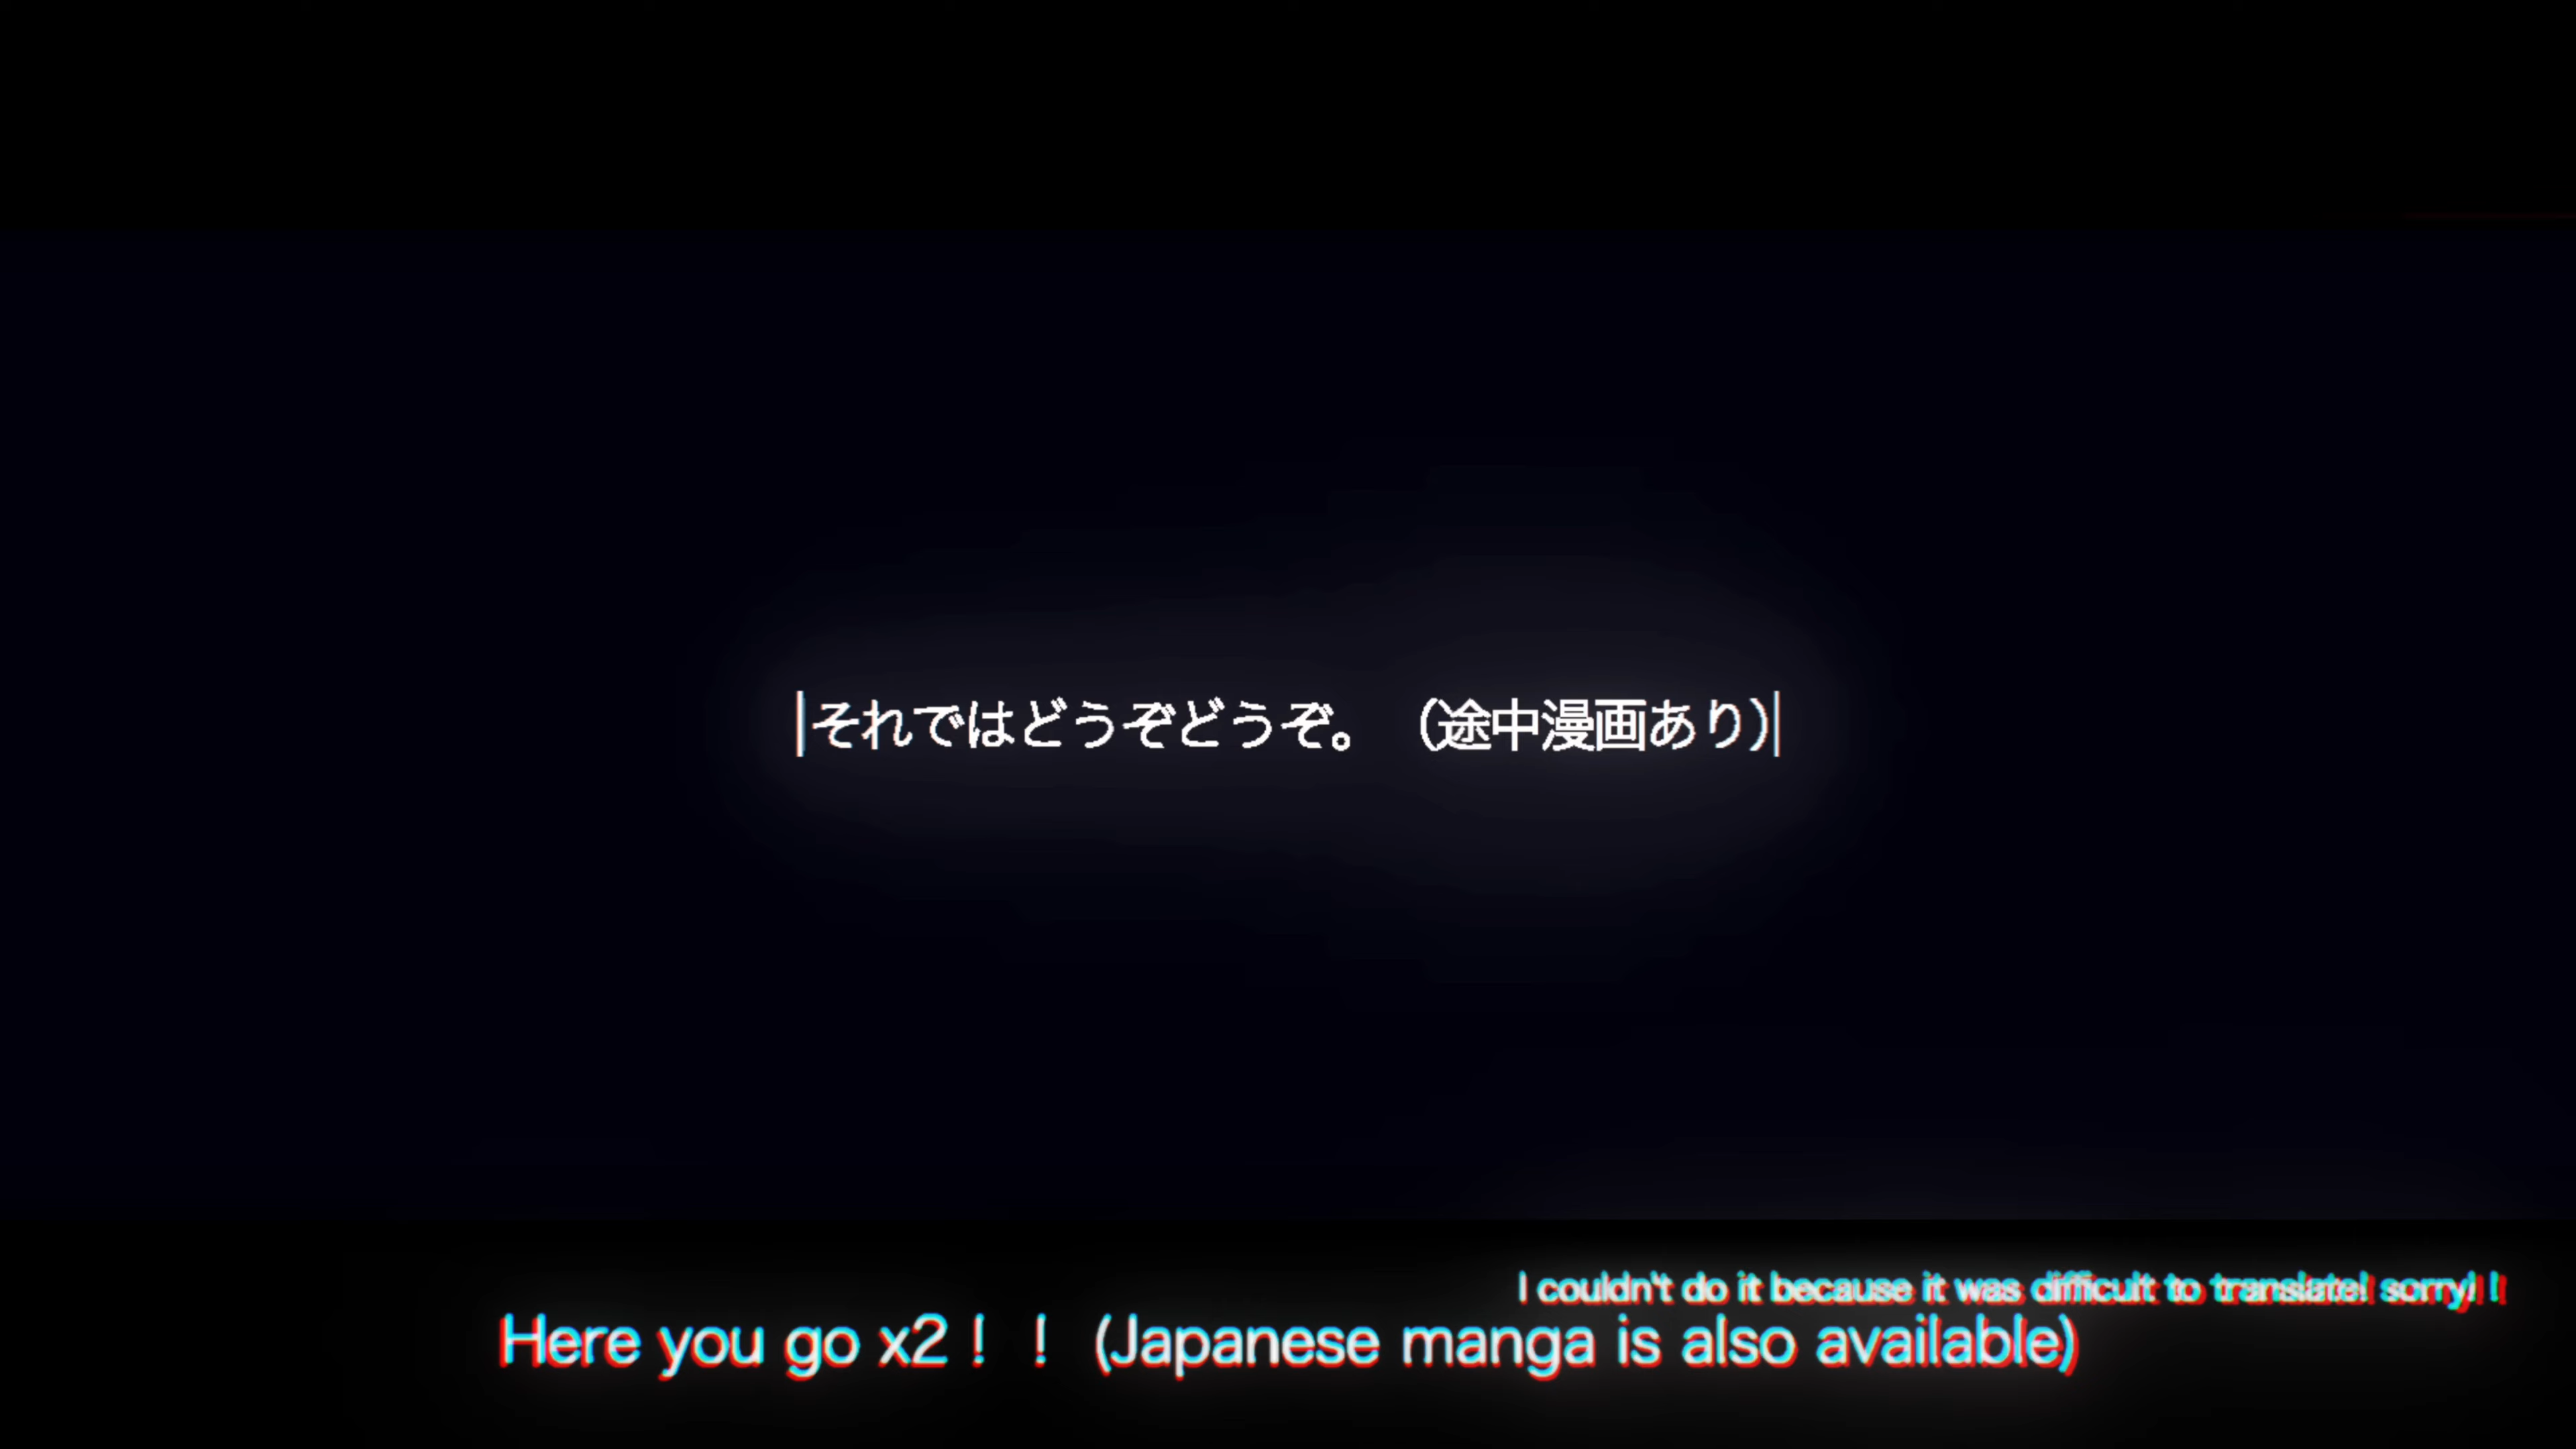 |それではどうぞどうぞ。（途中漫画あり）|
I couldn't do it because it was difficult to translate! sorry! !
Here you go x2！！ (Japanese manga is also available)